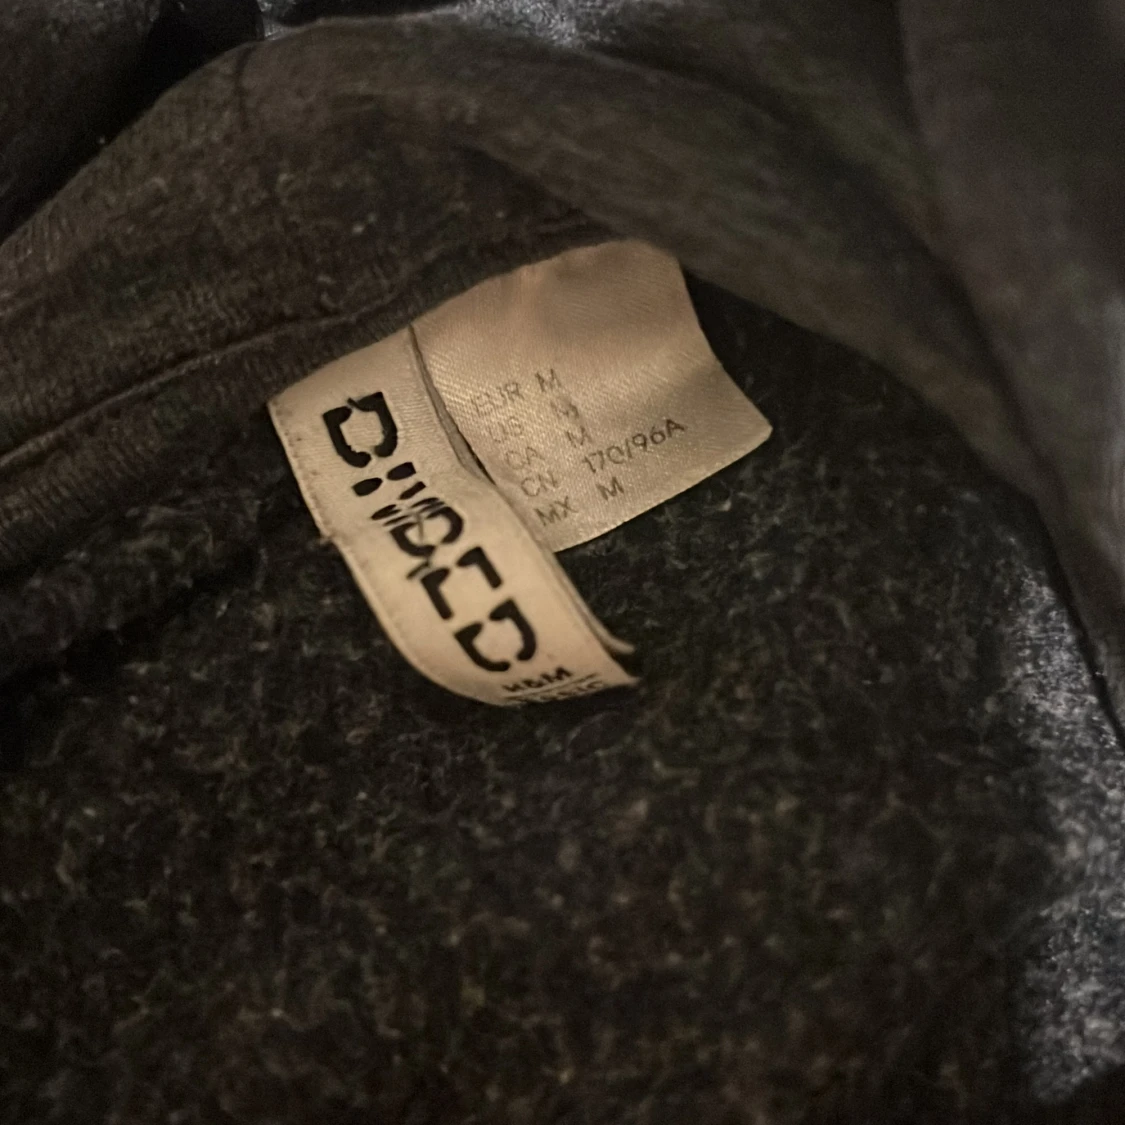 DIVIDED
H&M
EUR M
US M
CA M
CN 170/96A
MX M